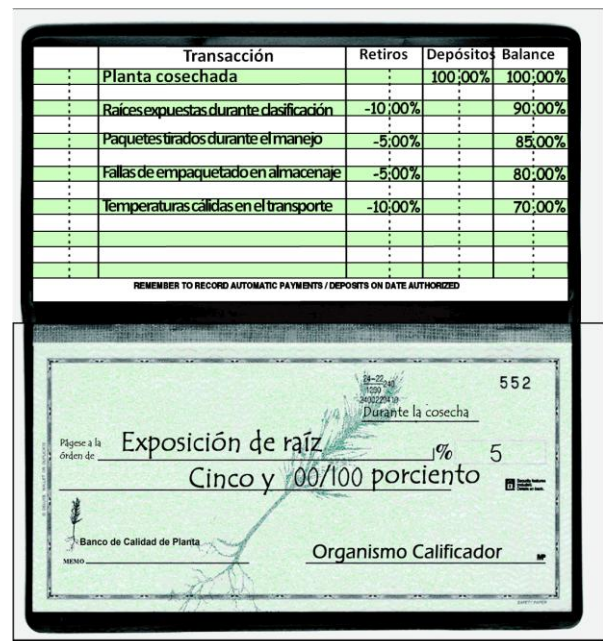 Transacción Retiros Depósitos Balance
Planta cosechada 100;00% 100;00%
Raíces expuestas durante clasificación -10;00% 90;00%
Paquetes tirados durante el manejo -5;00% 85;00%
Fallas de empaquetado en almacenaje -5;00% 80;00%
Temperaturas cálidas en el transporte -10;00% 70;00%
REMEMBER TO RECORD AUTOMATIC PAYMENTS / DEPOSITS ON DATE AUTHORIZED
552
Durante la cosecha
Págese a la
órden de Exposición de raíz % 5
Cinco y 00/100 porciento
Banco de Calidad de Planta
MEMO Organismo Calificador MP